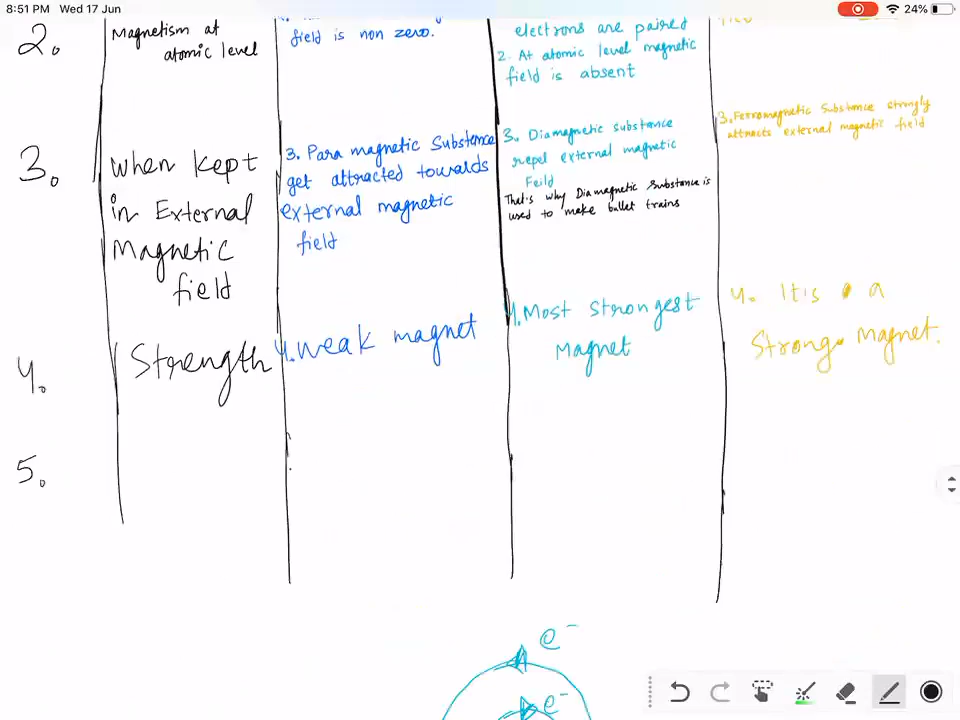 8:51 PM Wed 17 Jun
24%
2.
Magnetism at
atomic level
field is non zero.
electrons are paired
2. At atomic level magnetic
field is absent
3.
When kept
in External
Magnetic
field
3. Para magnetic Substance
get attracted towards
external magnetic
field
3. Diamagnetic substance
repel external magnetic
Feild
That's why Diamagnetic Substance is
used to make bullet trains
3. Ferromagnetic Substance strongly
attracts external magnetic field
4.
Strength
4. Weak magnet
4. Most Strongest
Magnet
4. It is a
Strong Magnet.
5.
e⁻
e⁻